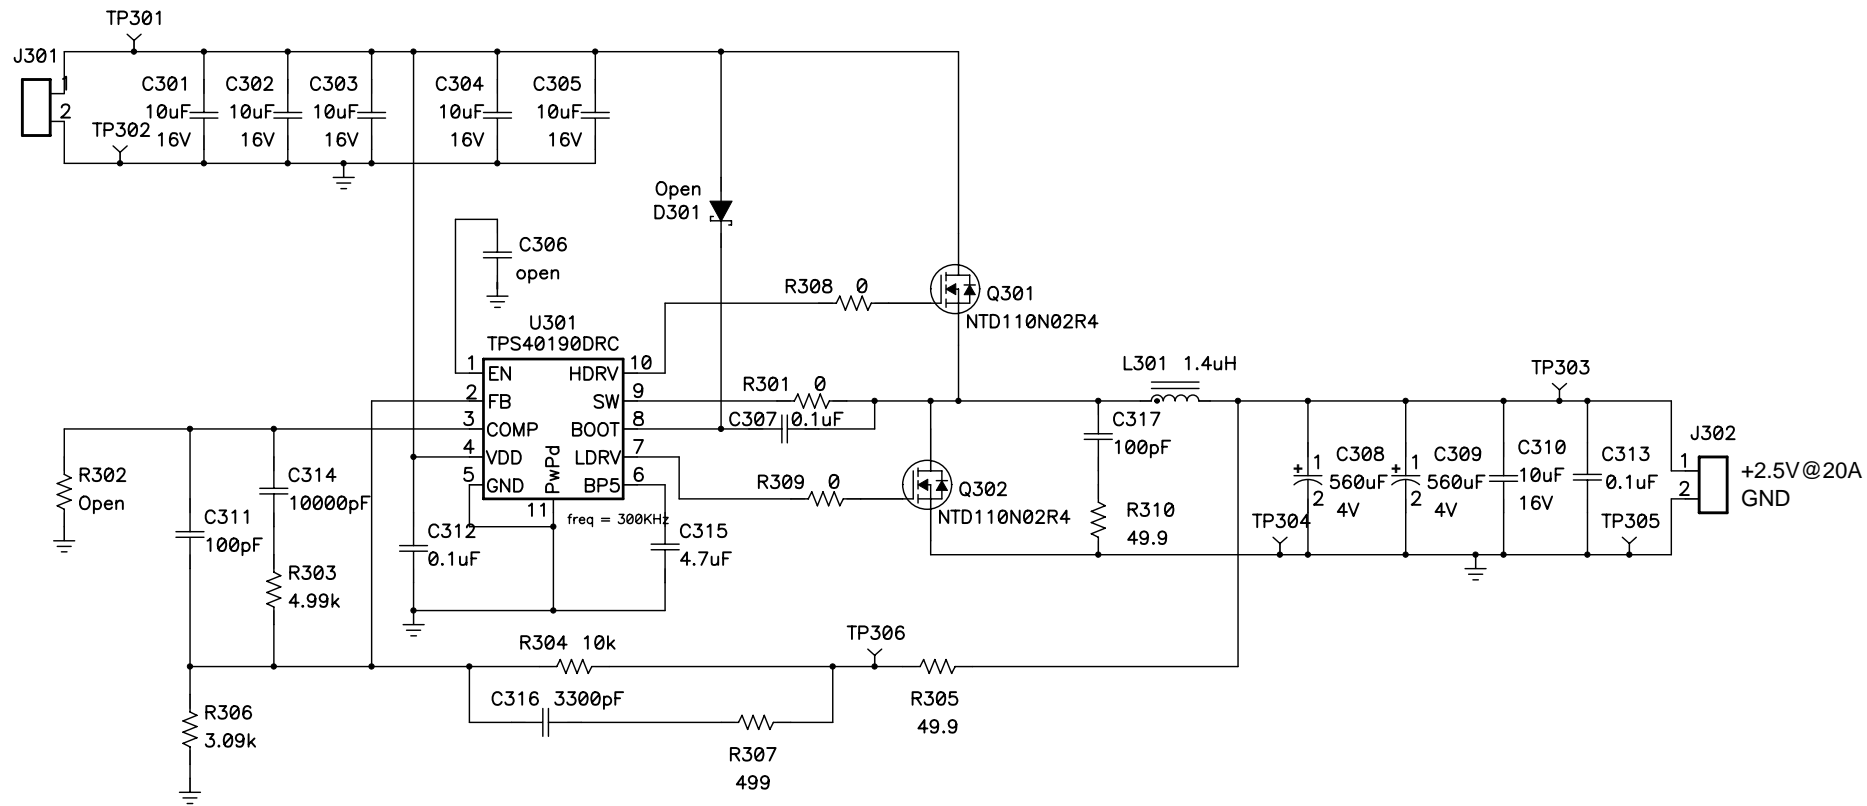 TP301
J301
1
2
TP302
C301
10uF
16V
C302
10uF
16V
C303
10uF
16V
C304
10uF
16V
C305
10uF
16V
Open
D301
C306
open
R308 0
Q301
NTD110N02R4
U301
TPS40190DRC
1 EN
2 FB
3 COMP
4 VDD
5 GND
HDRV 10
SW 9
BOOT 8
LDRV 7
BP5 6
PwPd
11
freq = 300KHz
R301 0
C307 0.1uF
R309 0
Q302
NTD110N02R4
L301 1.4uH
C317
100pF
R310
49.9
TP303
+ 1
2
C308
560uF
4V
+ 1
2
C309
560uF
4V
C310
10uF
16V
C313
0.1uF
TP304
TP305
J302
1
2
+2.5V@20A
GND
R302
Open
C311
100pF
C314
10000pF
R303
4.99k
C312
0.1uF
C315
4.7uF
R304 10k
TP306
C316 3300pF
R307
499
R305
49.9
R306
3.09k